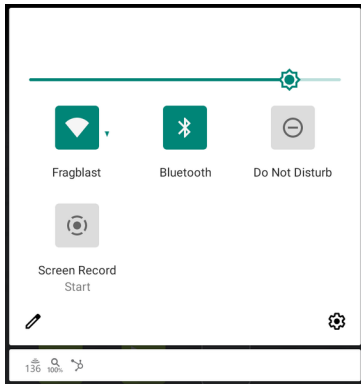 Fragblast
Bluetooth
Do Not Disturb
Screen Record
Start
136
100%